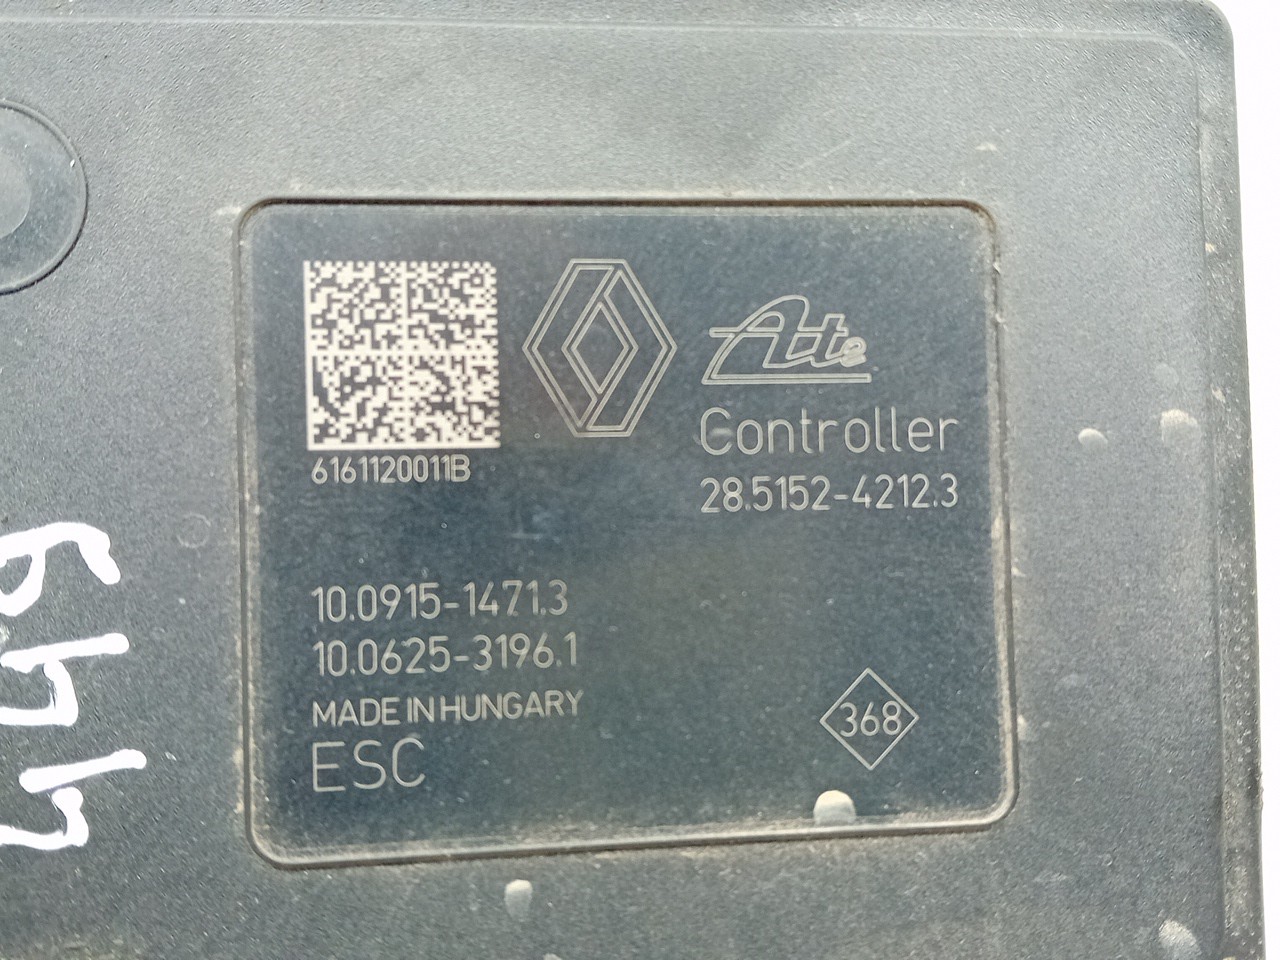 6161120011B
Ate
Controller
28.5152-4212.3
10.0915-1471.3
10.0625-3196.1
MADE IN HUNGARY
ESC
368